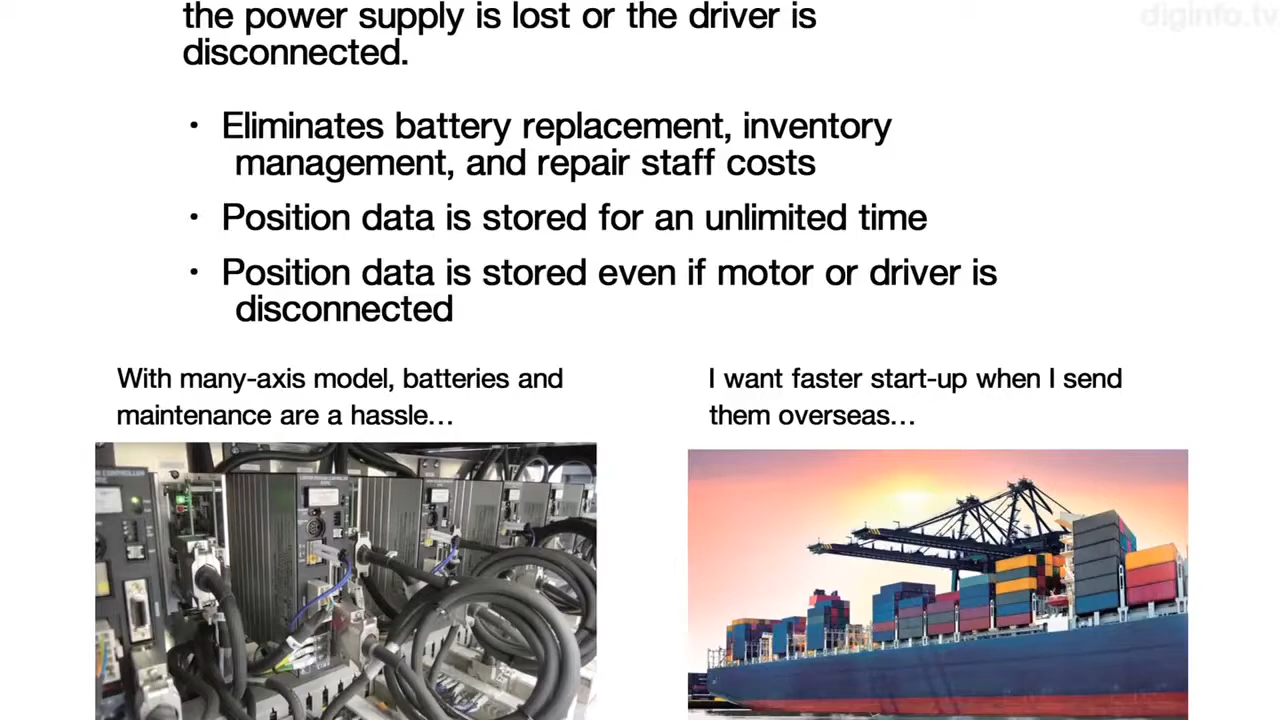 diginfo.tv
the power supply is lost or the driver is
disconnected.
・ Eliminates battery replacement, inventory
management, and repair staff costs
・ Position data is stored for an unlimited time
・ Position data is stored even if motor or driver is
disconnected
With many-axis model, batteries and
maintenance are a hassle…
I want faster start-up when I send
them overseas…